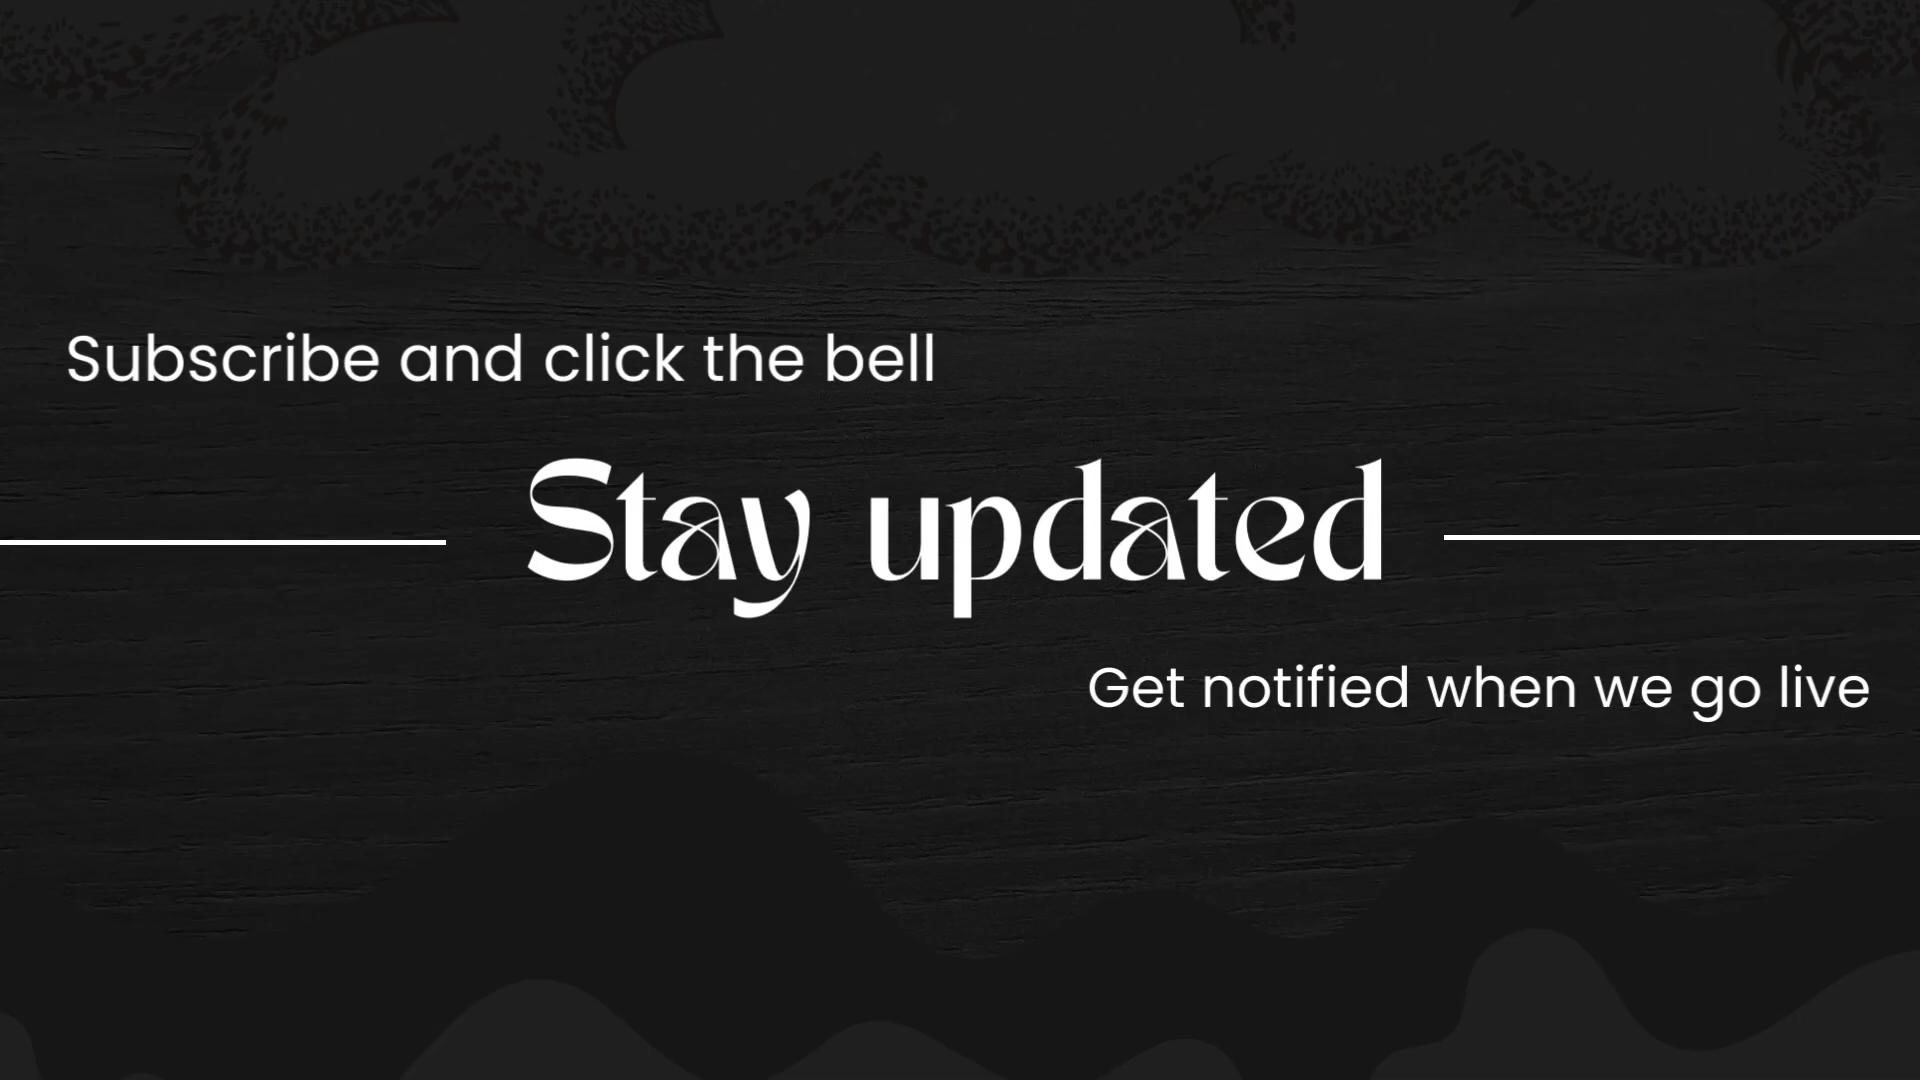 Subscribe and click the bell
Stay updated
Get notified when we go live